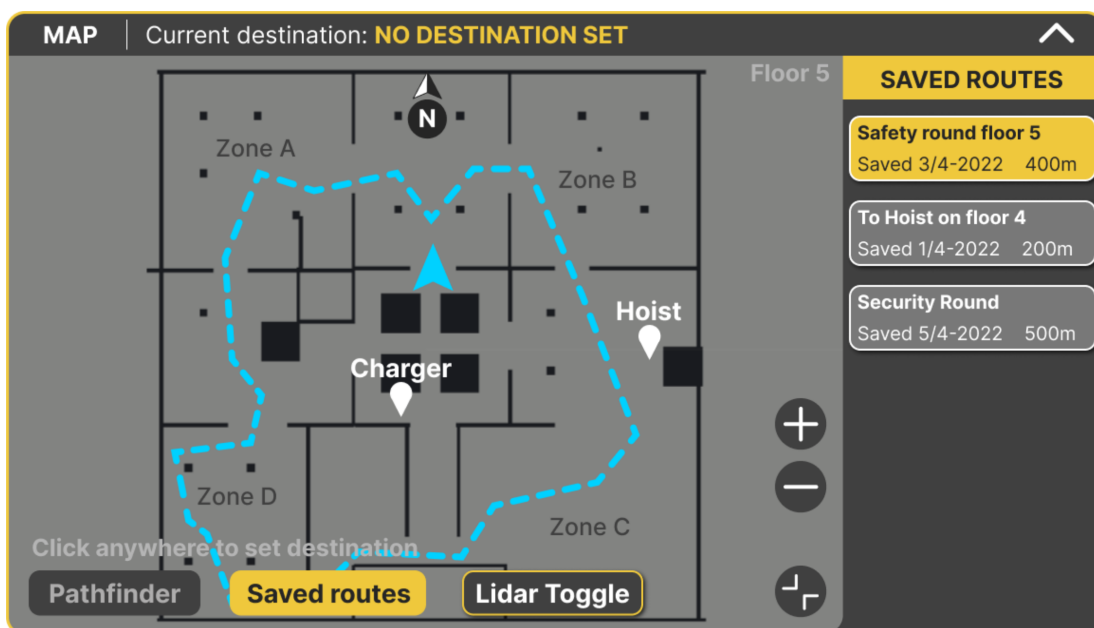 MAP
Current destination: NO DESTINATION SET
Floor 5
SAVED ROUTES
N
Safety round floor 5
Saved 3/4-2022 400m
To Hoist on floor 4
Saved 1/4-2022 200m
Security Round
Saved 5/4-2022 500m
Zone A
Zone B
Hoist
Charger
Zone D
Zone C
Click anywhere to set destination
Pathfinder
Saved routes
Lidar Toggle